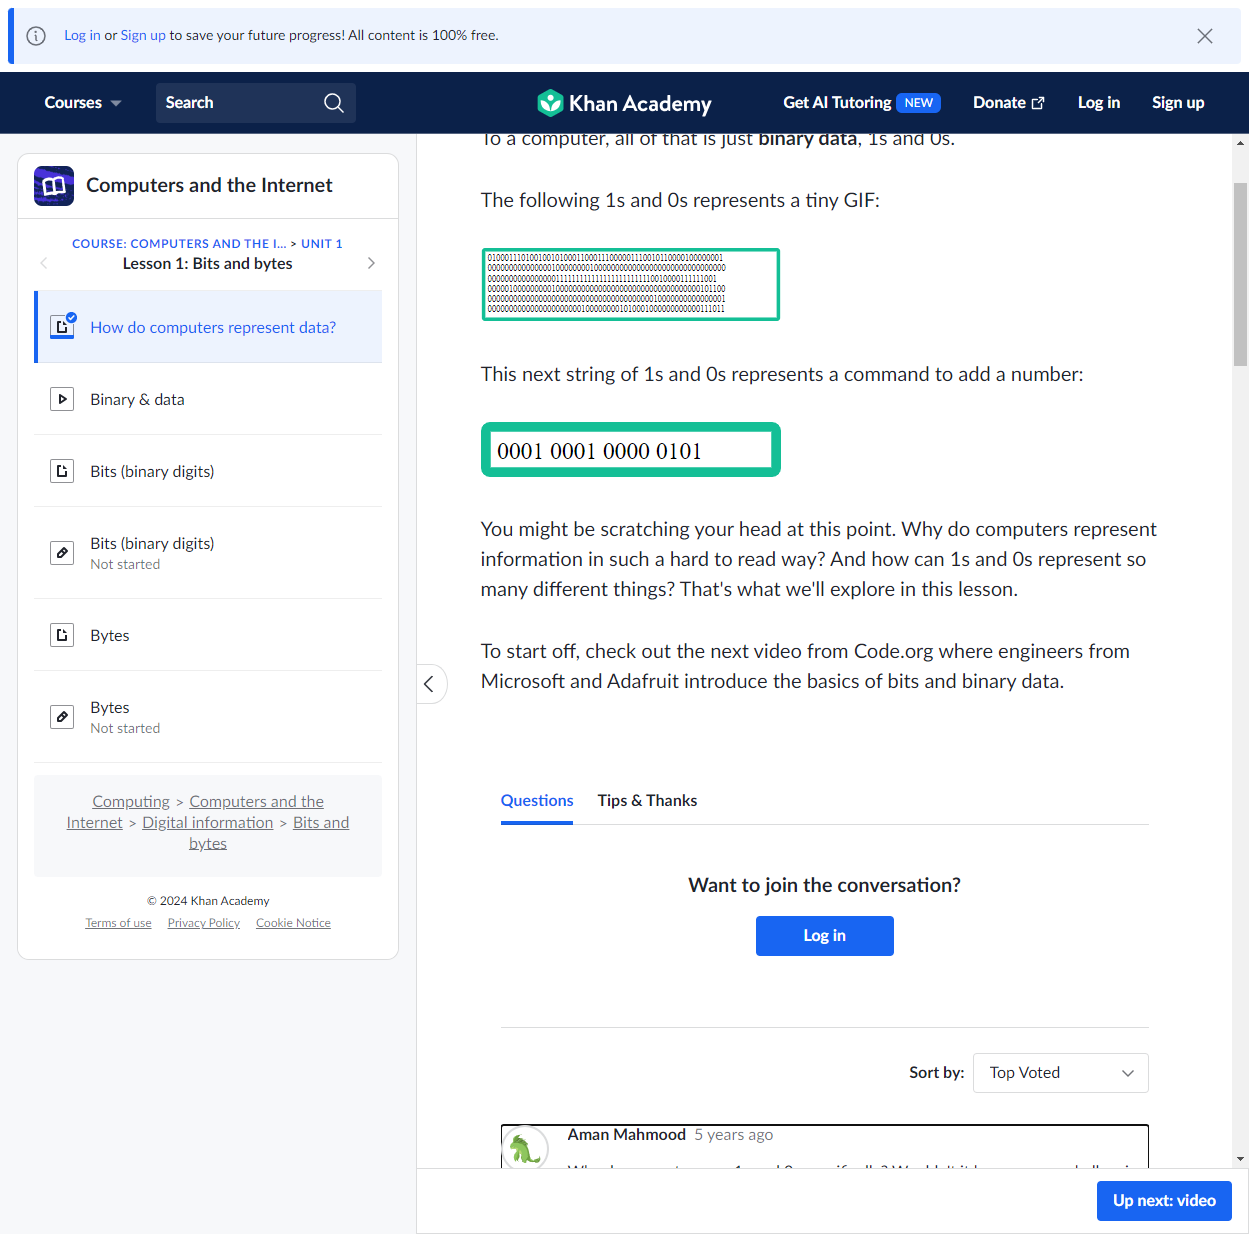 Log in or Sign up to save your future progress! All content is 100% free.
Courses
Search
Khan Academy
Get AI Tutoring NEW
Donate
Log in
Sign up
Computers and the Internet
COURSE: COMPUTERS AND THE I... > UNIT 1
Lesson 1: Bits and bytes
How do computers represent data?
Binary & data
Bits (binary digits)
Bits (binary digits)
Not started
Bytes
Bytes
Not started
Computing > Computers and the
Internet > Digital information > Bits and
bytes
© 2024 Khan Academy
Terms of use Privacy Policy Cookie Notice
To a computer, all of that is just binary data, 1s and 0s.
The following 1s and 0s represents a tiny GIF:
This next string of 1s and 0s represents a command to add a number:
0001 0001 0000 0101
You might be scratching your head at this point. Why do computers represent
information in such a hard to read way? And how can 1s and 0s represent so
many different things? That's what we'll explore in this lesson.
To start off, check out the next video from Code.org where engineers from
Microsoft and Adafruit introduce the basics of bits and binary data.
Questions
Tips & Thanks
Want to join the conversation?
Log in
Sort by:
Top Voted
Aman Mahmood 5 years ago
Up next: video